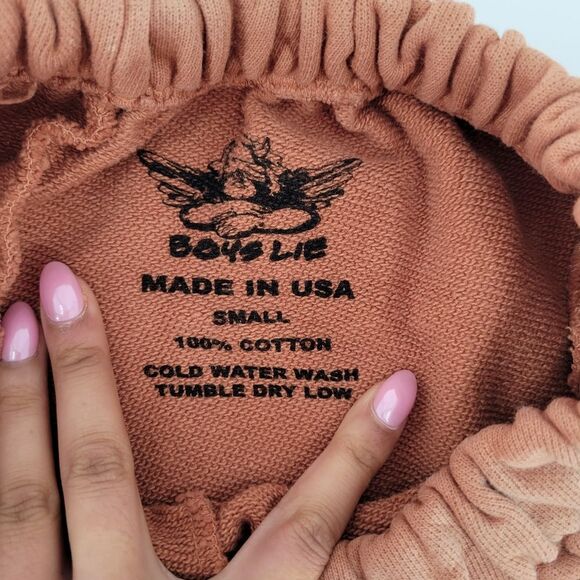 BOYS LIE
MADE IN USA
SMALL
100% COTTON
COLD WATER WASH
TUMBLE DRY LOW